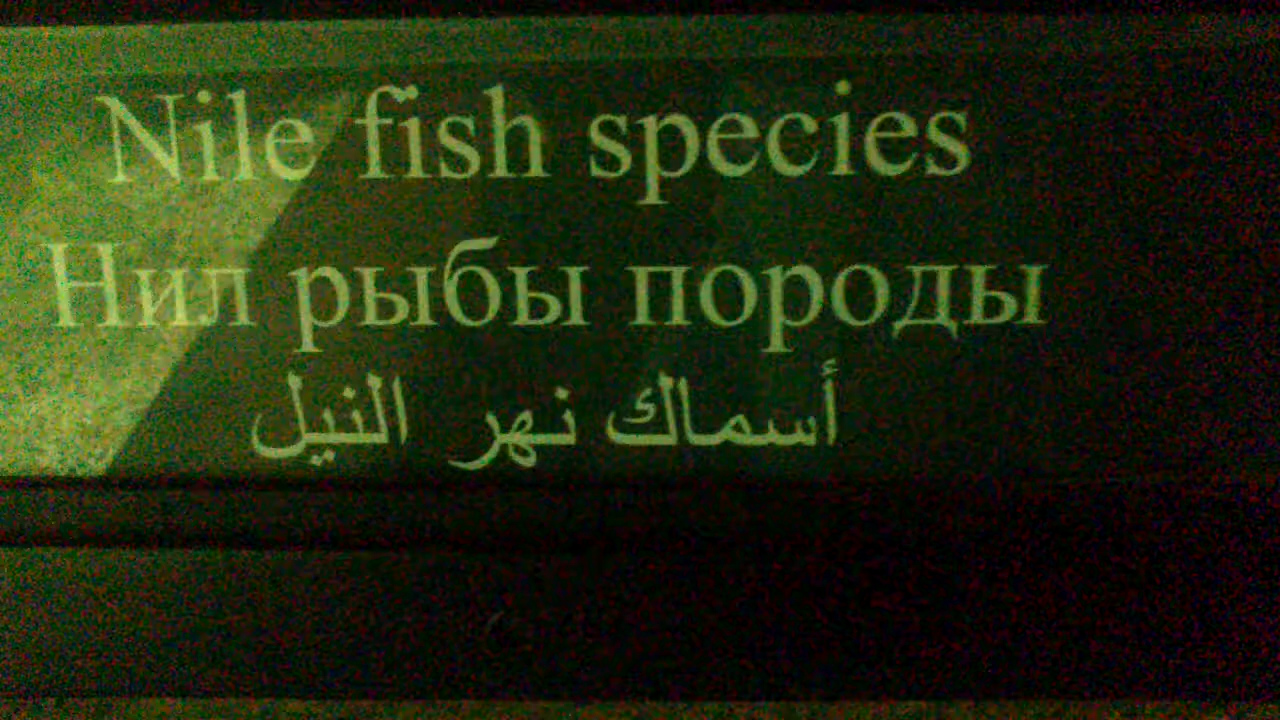 Nile fish species
Нил рыбы породы
أسماك نهر النيل